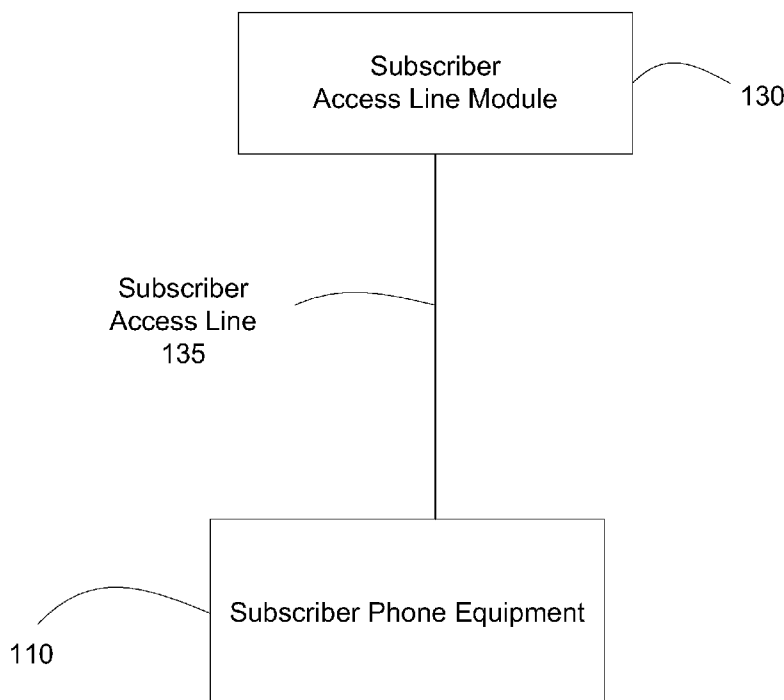 Subscriber
Access Line Module
130
Subscriber
Access Line
135
Subscriber Phone Equipment
110